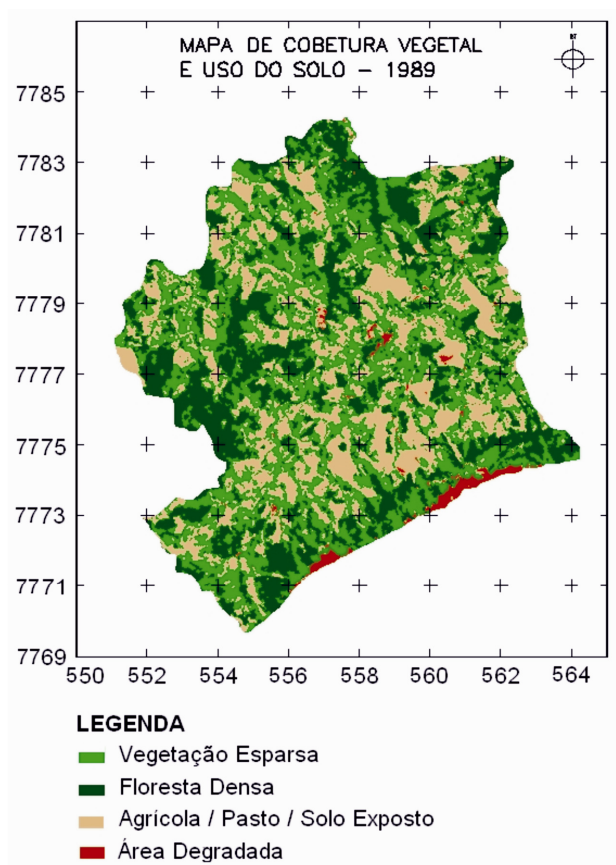 MAPA DE COBETURA VEGETAL
E USO DO SOLO - 1989
7785
7783
7781
7779
7777
7775
7773
7771
7769
550 552 554 556 558 560 562 564
LEGENDA
Vegetação Esparsa
Floresta Densa
Agrícola / Pasto / Solo Exposto
Área Degradada